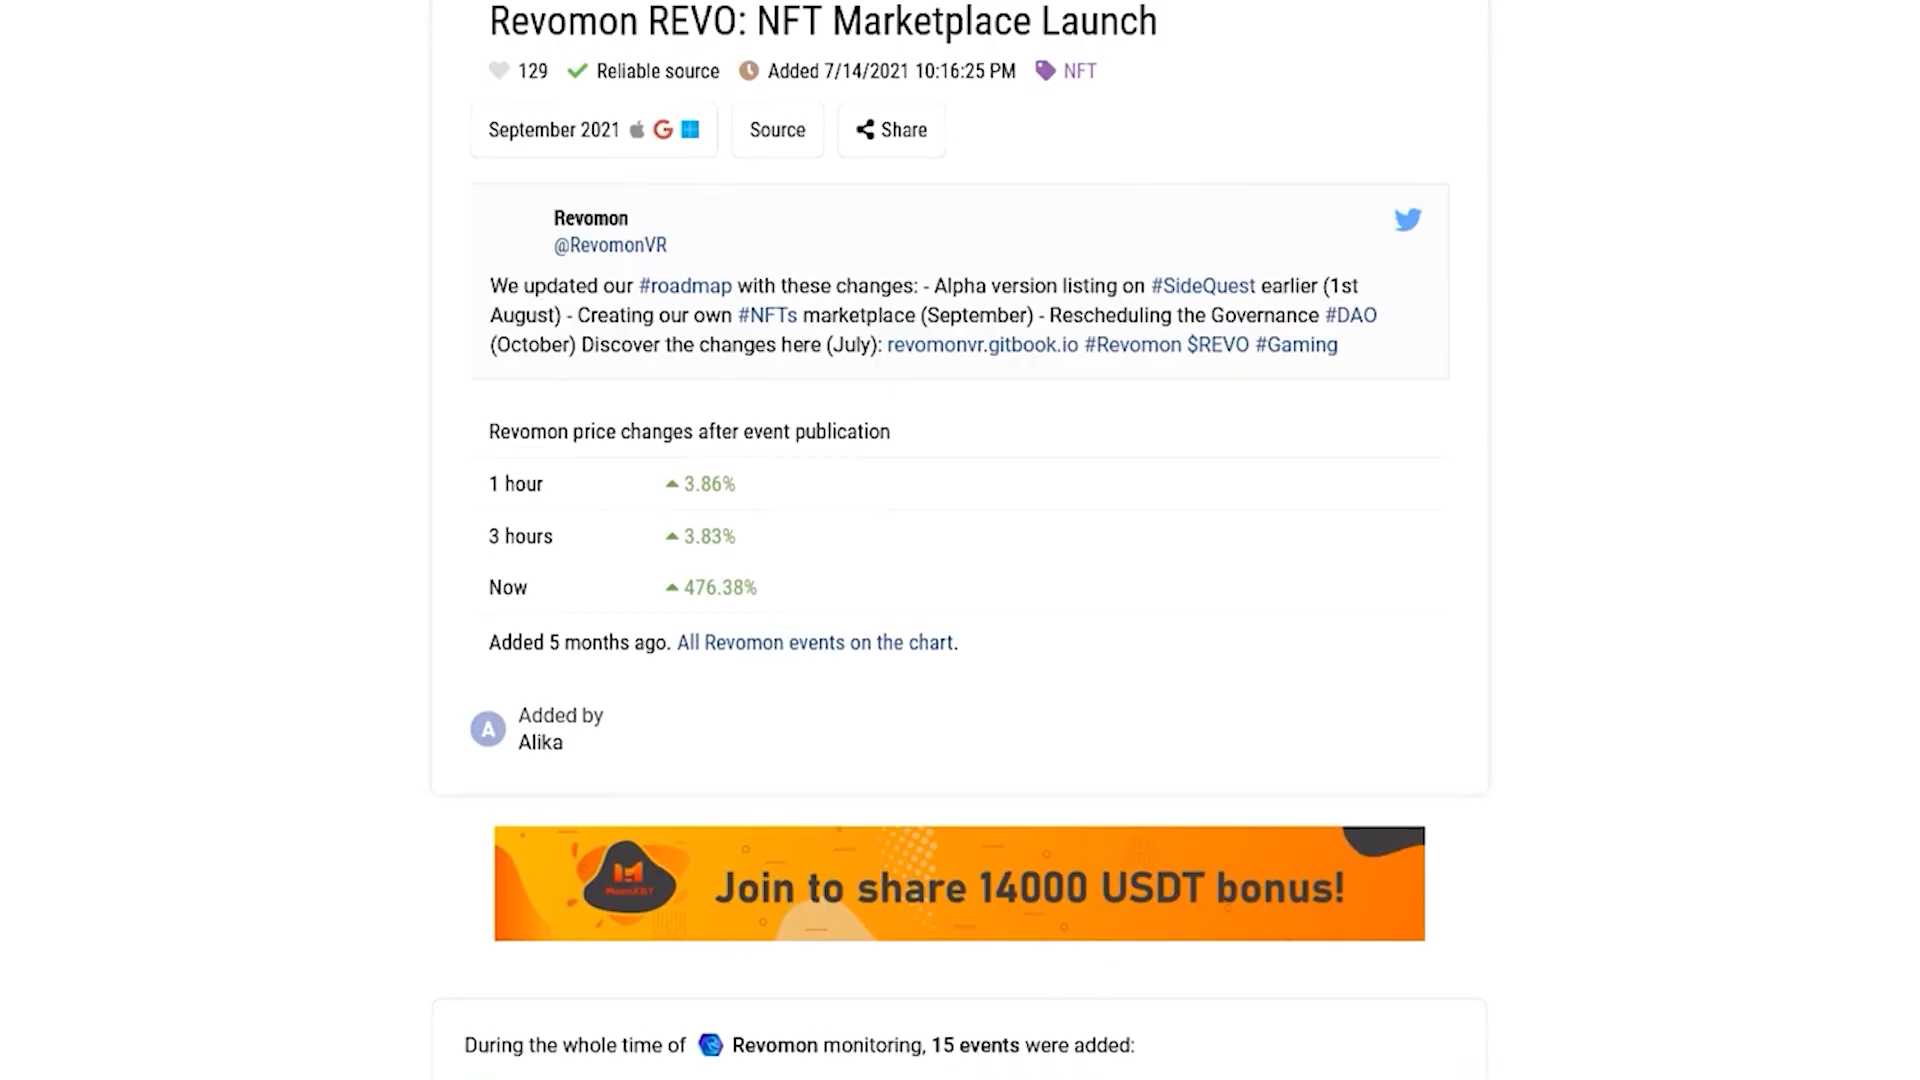 Revomon REVO: NFT Marketplace Launch
129 Reliable source Added 7/14/2021 10:16:25 PM NFT
September 2021 Source Share
Revomon
@RevomonVR
We updated our #roadmap with these changes: - Alpha version listing on #SideQuest earlier (1st
August) - Creating our own #NFTs marketplace (September) - Rescheduling the Governance #DAO
(October) Discover the changes here (July): revomonvr.gitbook.io #Revomon $REVO #Gaming
Revomon price changes after event publication
1 hour 3.86%
3 hours 3.83%
Now 476.38%
Added 5 months ago. All Revomon events on the chart.
A Added by
Alika
MoonXBT
Join to share 14000 USDT bonus!
During the whole time of Revomon monitoring, 15 events were added: